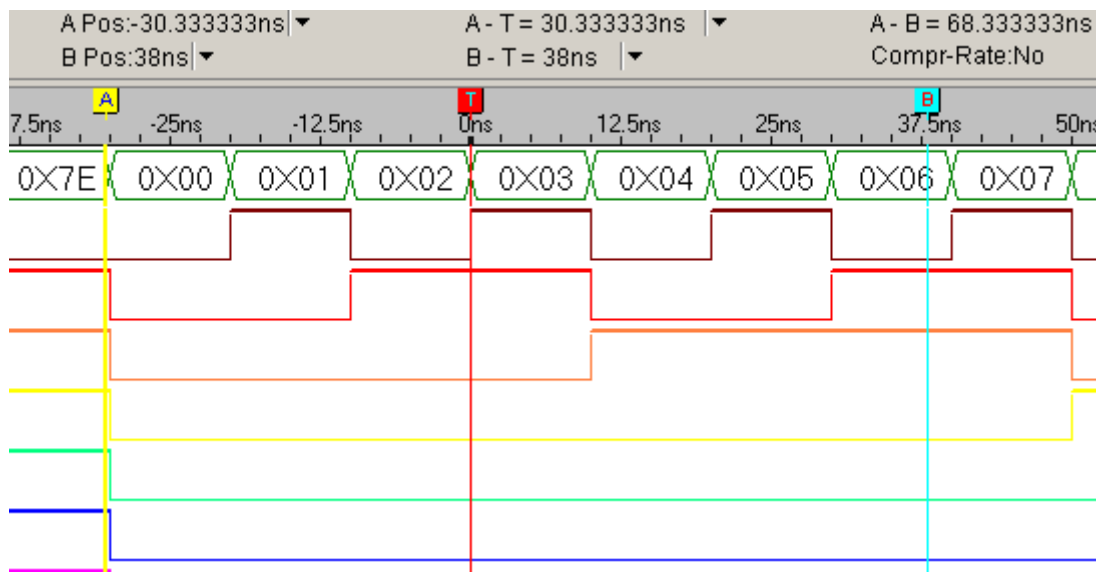 A Pos:-30.333333ns A - T = 30.333333ns A - B = 68.333333ns
B Pos:38ns B - T = 38ns Compr-Rate:No
A T B
7.5ns -25ns -12.5ns 0ns 12.5ns 25ns 37.5ns 50ns
0X7E 0X00 0X01 0X02 0X03 0X04 0X05 0X06 0X07